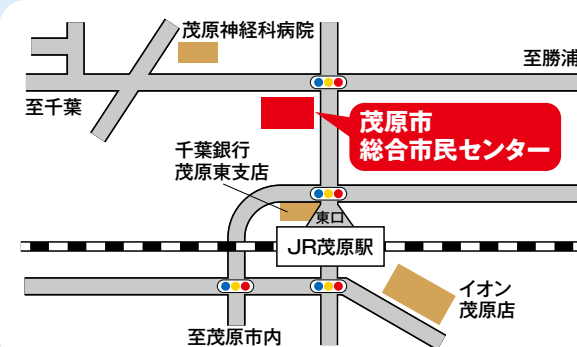 茂原神経科病院
至勝浦
至千葉
茂原市
総合市民センター
千葉銀行
茂原東支店
東口
JR茂原駅
イオン
茂原店
至茂原市内